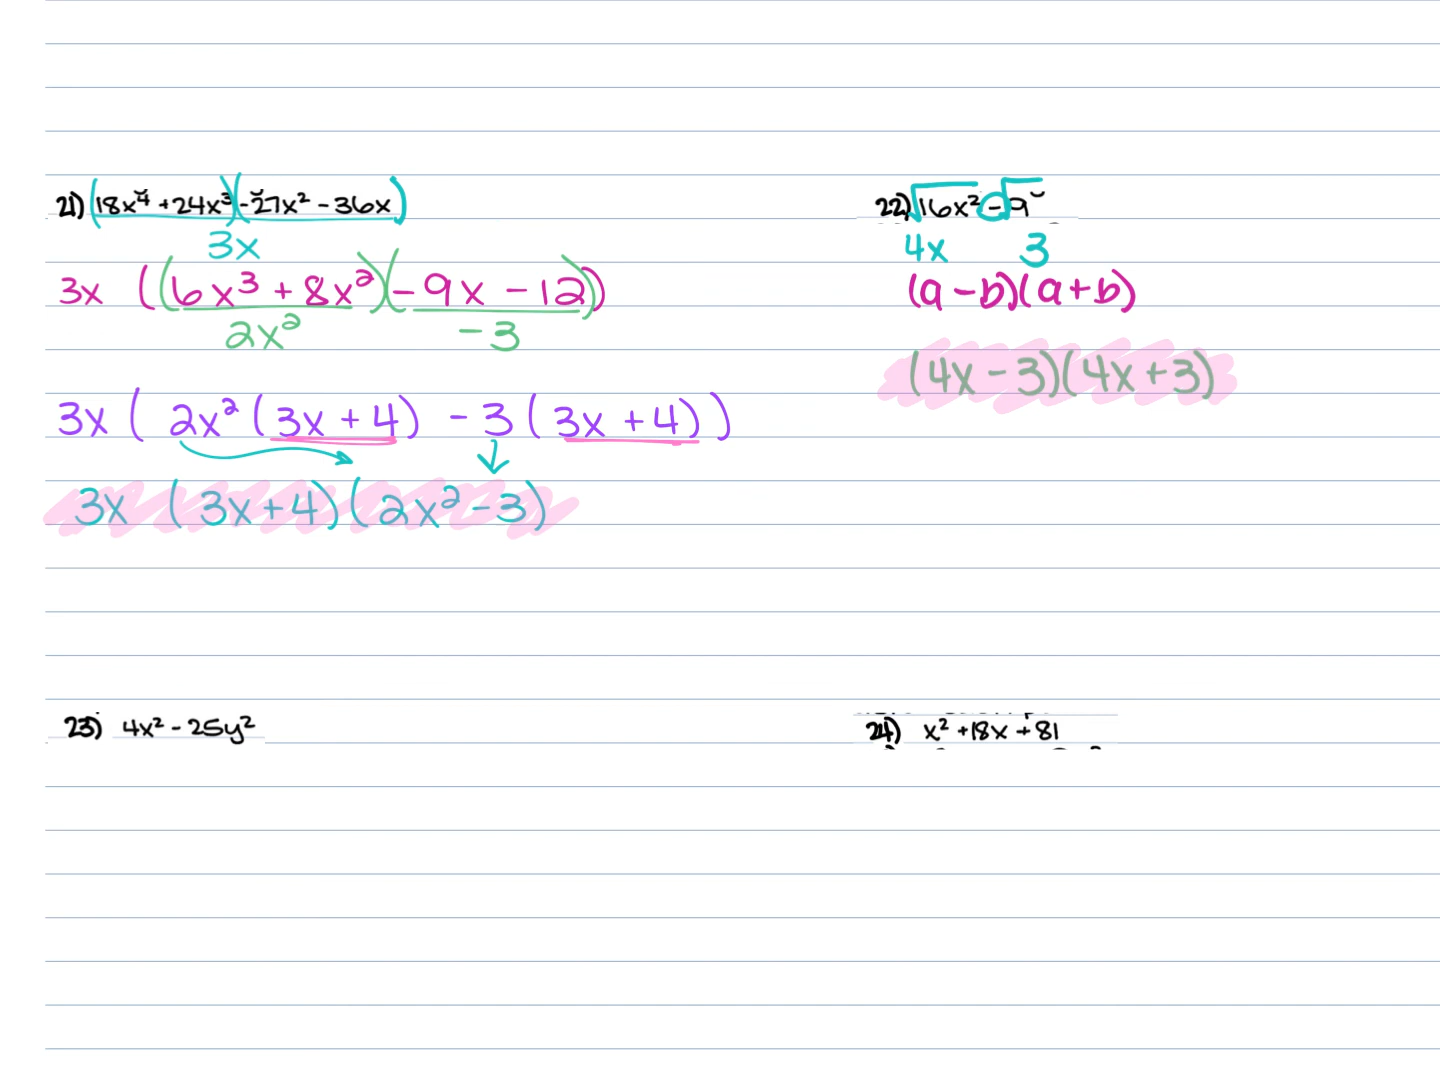 21) (18x⁴ + 24x³)(-27x² - 36x)
3x
3x ((6x³ + 8x²)(-9x - 12))
2x² -3
3x ( 2x² (3x + 4) - 3 (3x + 4) )
3x (3x + 4)(2x² - 3)
22) √16x² - √9
4x 3
(a - b)(a + b)
(4x - 3)(4x + 3)
23) 4x² - 25y²
24) x² + 18x + 81